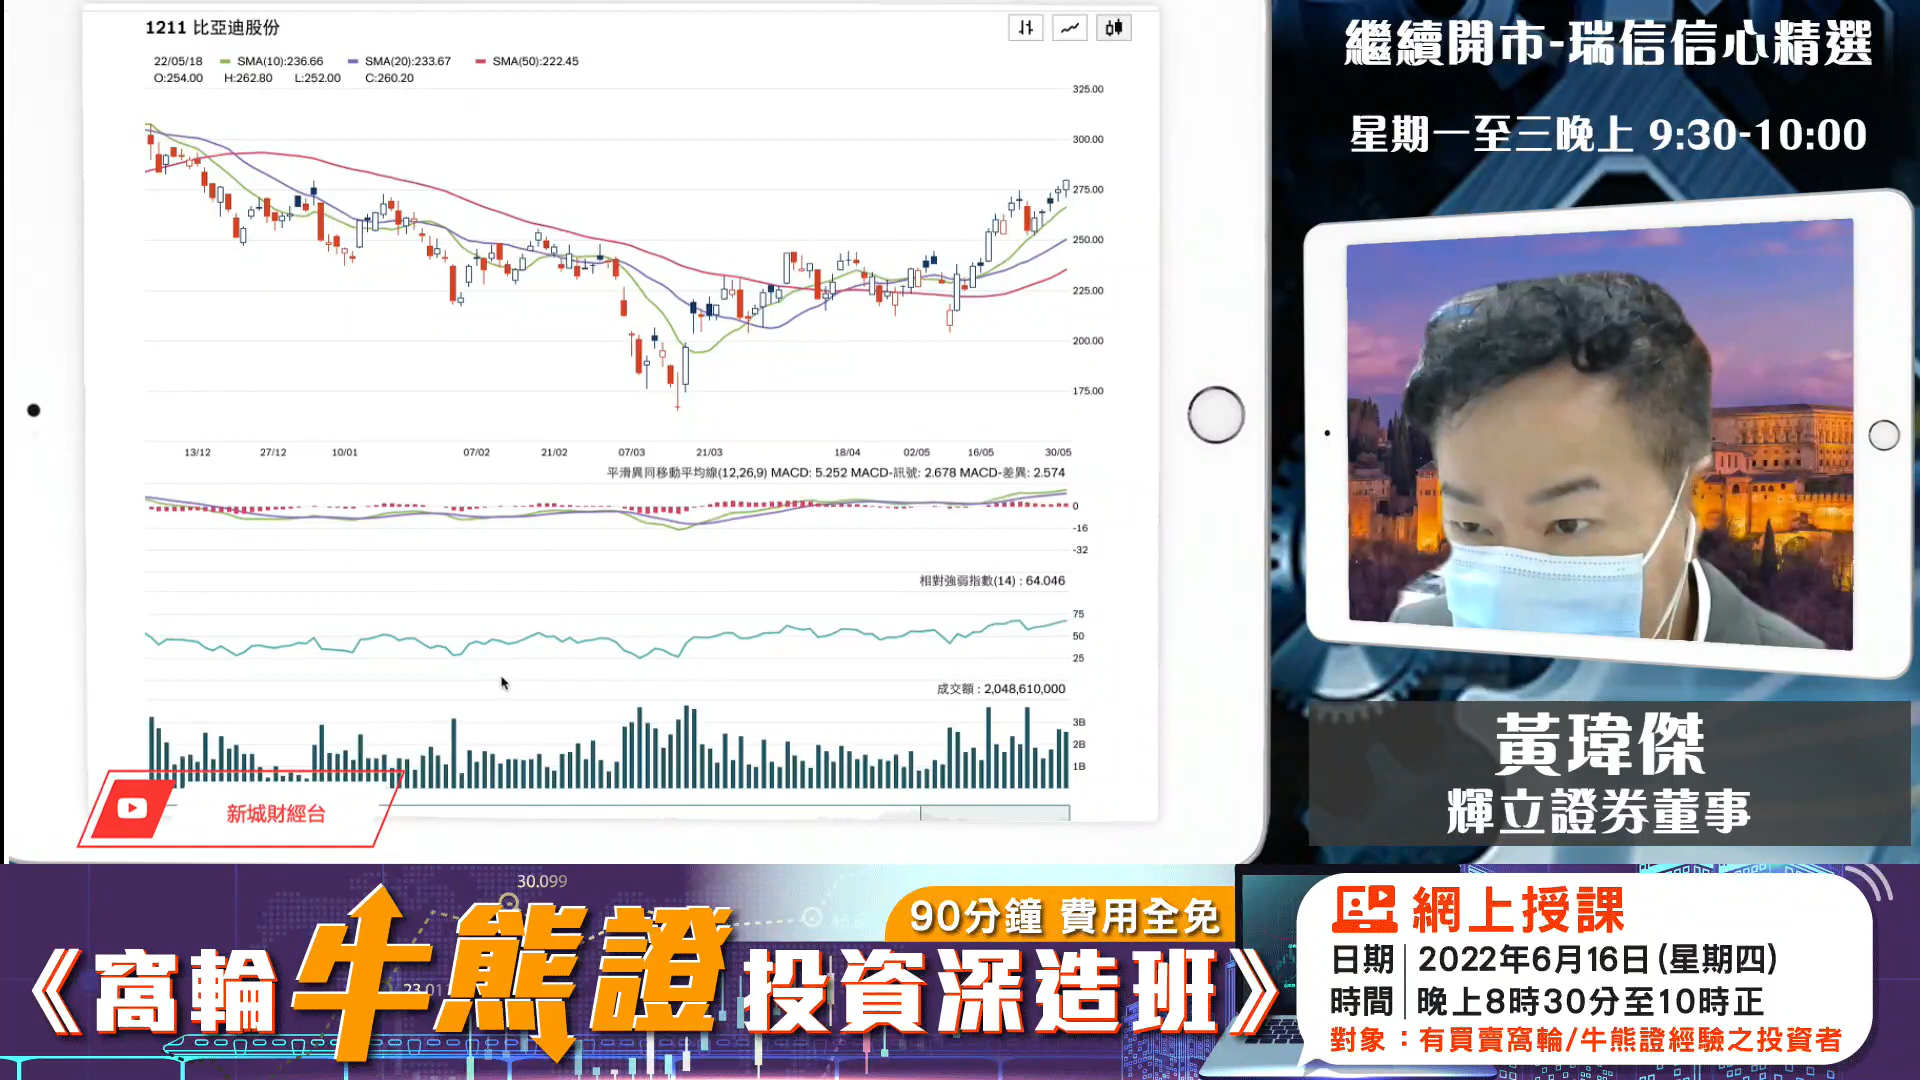 1211 比亞迪股份
22/05/18 SMA(10):236.66 SMA(20):233.67 SMA(50):222.45
O:254.00 H:262.80 L:252.00 C:260.20
325.00
300.00
275.00
250.00
225.00
200.00
175.00
13/12 27/12 10/01 07/02 21/02 07/03 21/03 18/04 02/05 16/05 30/05
平滑異同移動平均線(12,26,9) MACD: 5.252 MACD-訊號: 2.678 MACD-差異: 2.574
0
-16
-32
相對強弱指數(14) : 64.046
75
50
25
成交額 : 2,048,610,000
3B
2B
1B
新城財經台
繼續開市-瑞信信心精選
星期一至三晚上 9:30-10:00
黃瑋傑
輝立證券董事
30.099
23.01
90分鐘 費用全免
《窩輪牛熊證投資深造班》
網上授課
日期 2022年6月16日(星期四)
時間 晚上8時30分至10時正
對象：有買賣窩輪/牛熊證經驗之投資者